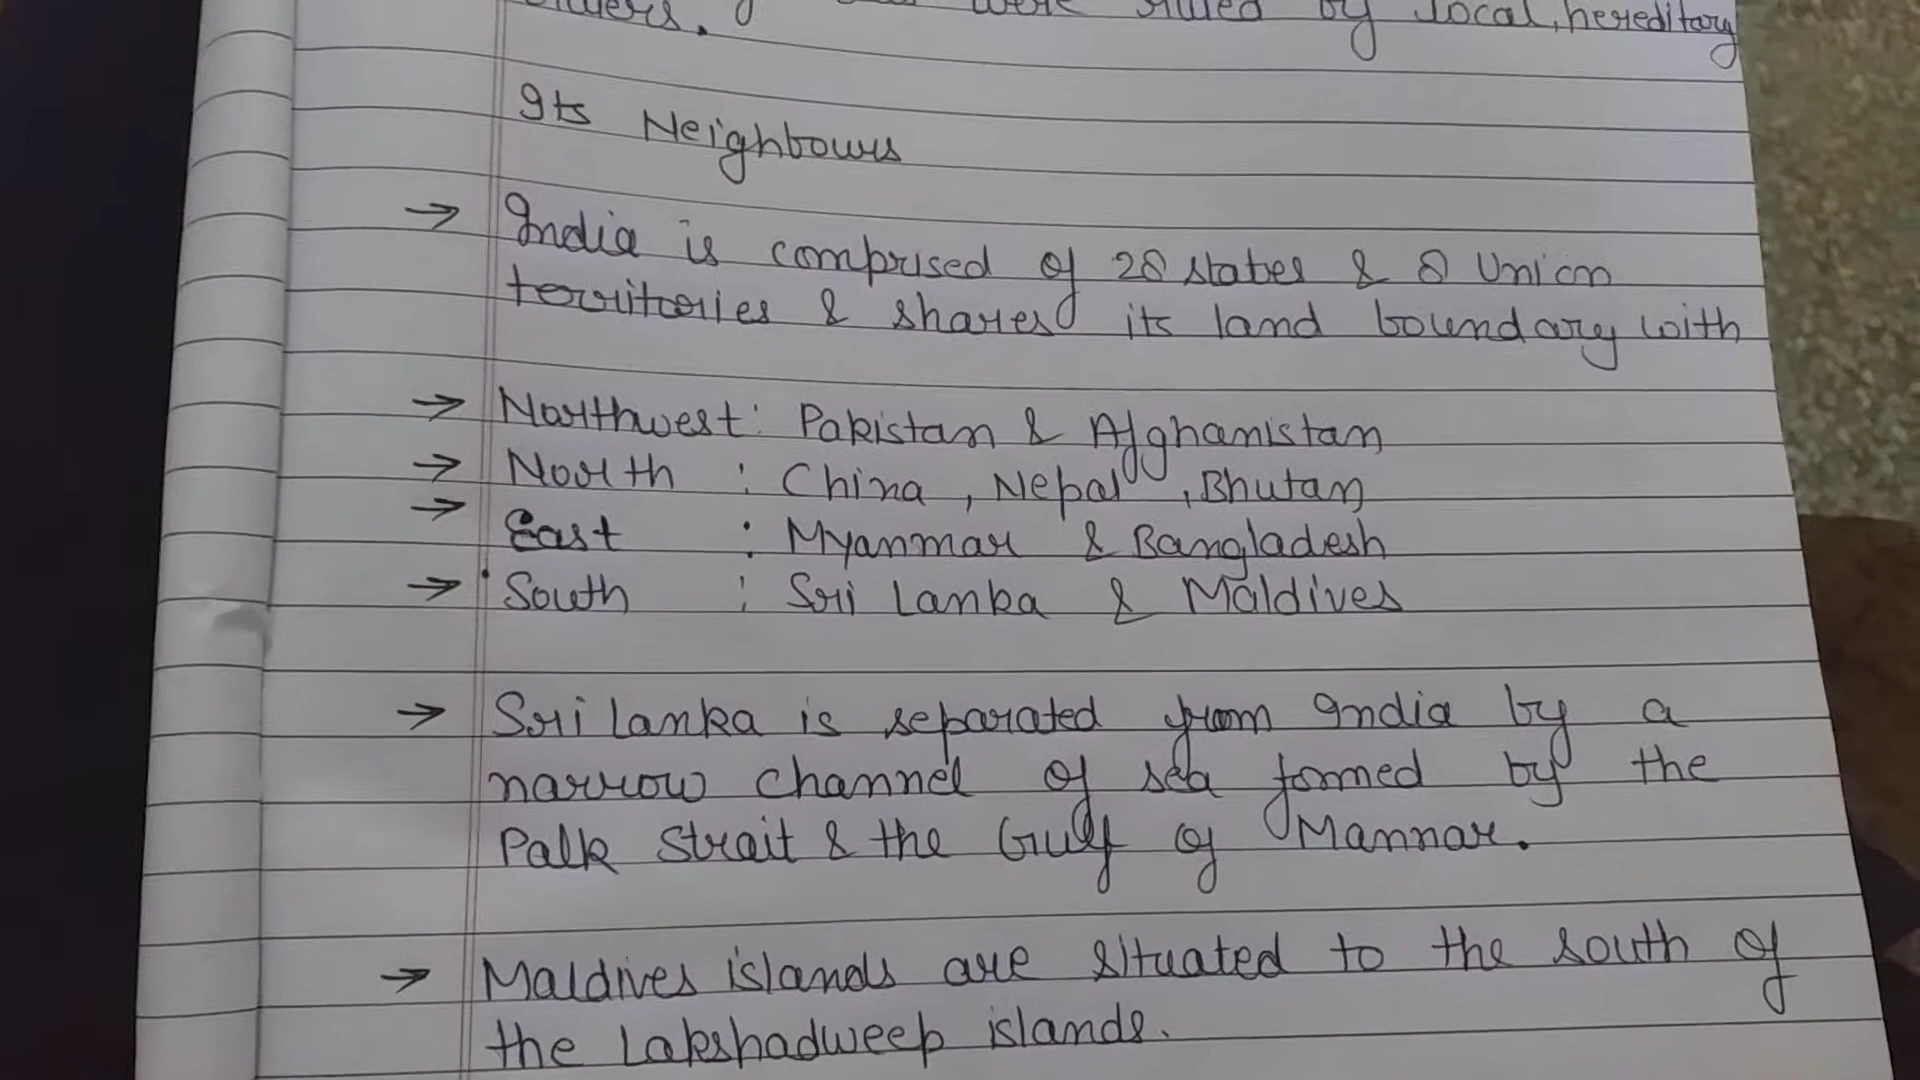 were ruled by local, hereditary
Its Neighbours
→ India is comprised of 28 states & 8 Union
territories & shares its land boundary with
→ Northwest: Pakistan & Afghanistan
→ North : China, Nepal, Bhutan
→ East : Myanmar & Bangladesh
→ South : Sri Lanka & Maldives
→ Sri Lanka is separated from India by a
narrow channel of sea formed by the
Palk Strait & the Gulf of Mannar.
→ Maldives islands are situated to the south of
the Lakshadweep islands.